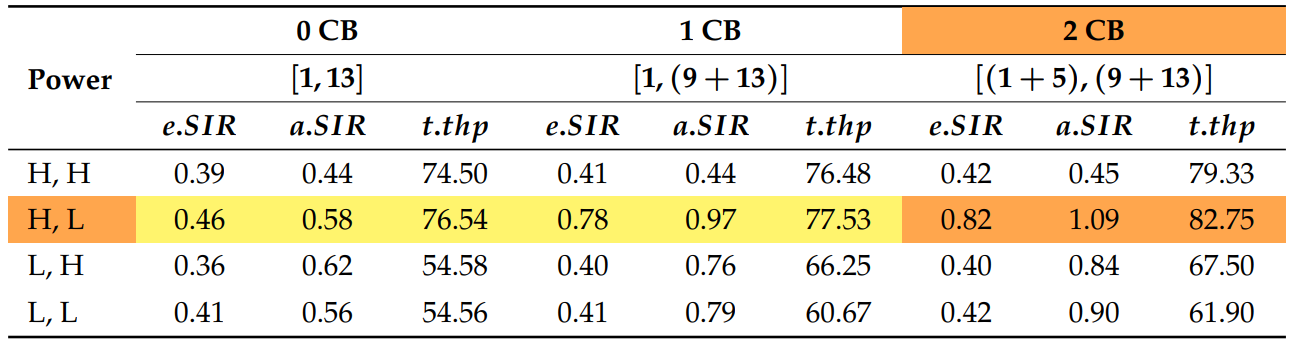 0 CB 1 CB 2 CB
Power [1, 13] [1, (9 + 13)] [(1 + 5), (9 + 13)]
e.SIR a.SIR t.thp e.SIR a.SIR t.thp e.SIR a.SIR t.thp
H, H 0.39 0.44 74.50 0.41 0.44 76.48 0.42 0.45 79.33
H, L 0.46 0.58 76.54 0.78 0.97 77.53 0.82 1.09 82.75
L, H 0.36 0.62 54.58 0.40 0.76 66.25 0.40 0.84 67.50
L, L 0.41 0.56 54.56 0.41 0.79 60.67 0.42 0.90 61.90